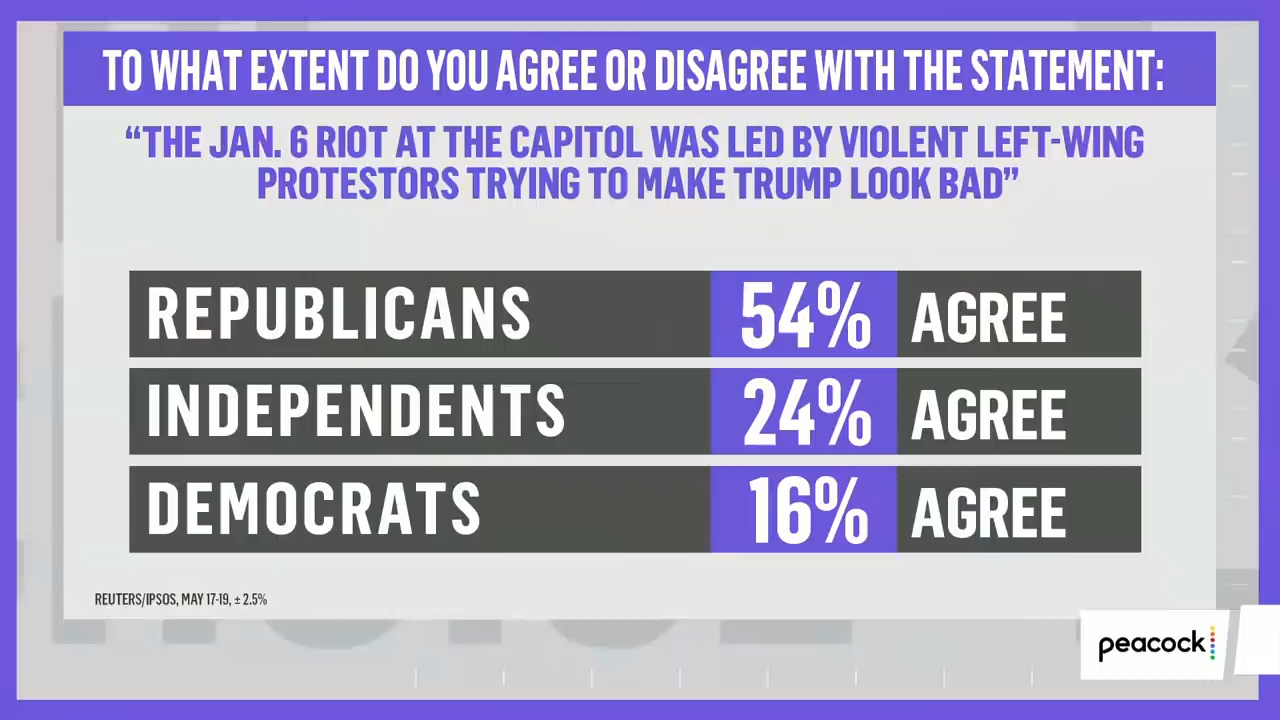 TO WHAT EXTENT DO YOU AGREE OR DISAGREE WITH THE STATEMENT:
“THE JAN. 6 RIOT AT THE CAPITOL WAS LED BY VIOLENT LEFT-WING
PROTESTORS TRYING TO MAKE TRUMP LOOK BAD”
REPUBLICANS 54% AGREE
INDEPENDENTS 24% AGREE
DEMOCRATS 16% AGREE
REUTERS/IPSOS, MAY 17-19, ± 2.5%
peacock